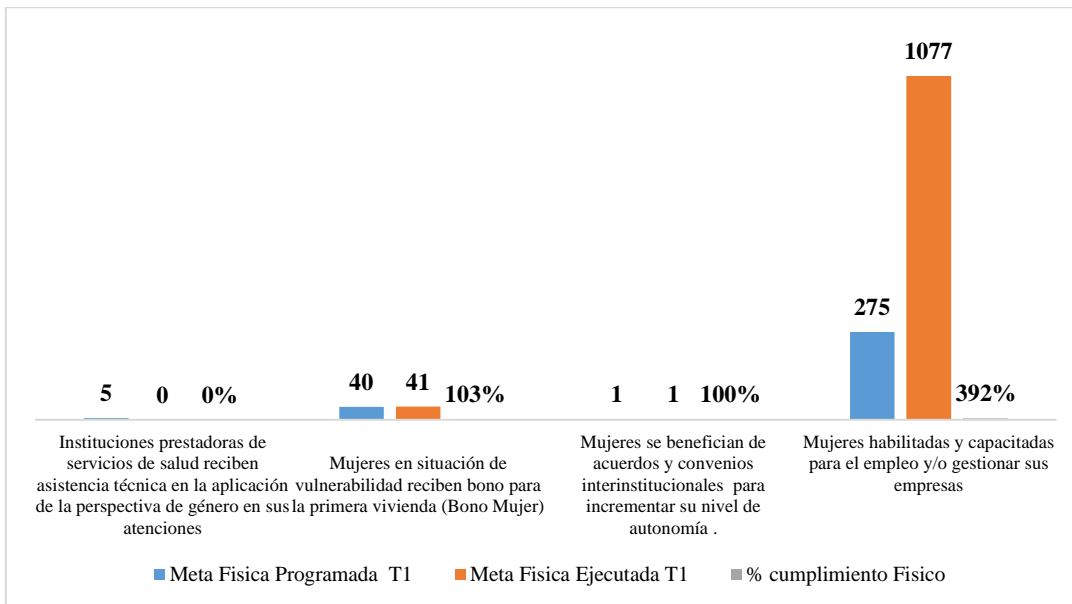 1077
275
392%
5 0 0%
40 41 103%
1 1 100%
Instituciones prestadoras de
servicios de salud reciben
asistencia técnica en la aplicación
de la perspectiva de género en sus
atenciones
Mujeres en situación de
vulnerabilidad reciben bono para
la primera vivienda (Bono Mujer)
Mujeres se benefician de
acuerdos y convenios
interinstitucionales para
incrementar su nivel de
autonomía .
Mujeres habilitadas y capacitadas
para el empleo y/o gestionar sus
empresas
Meta Fisica Programada T1
Meta Fisica Ejecutada T1
% cumplimiento Fisico